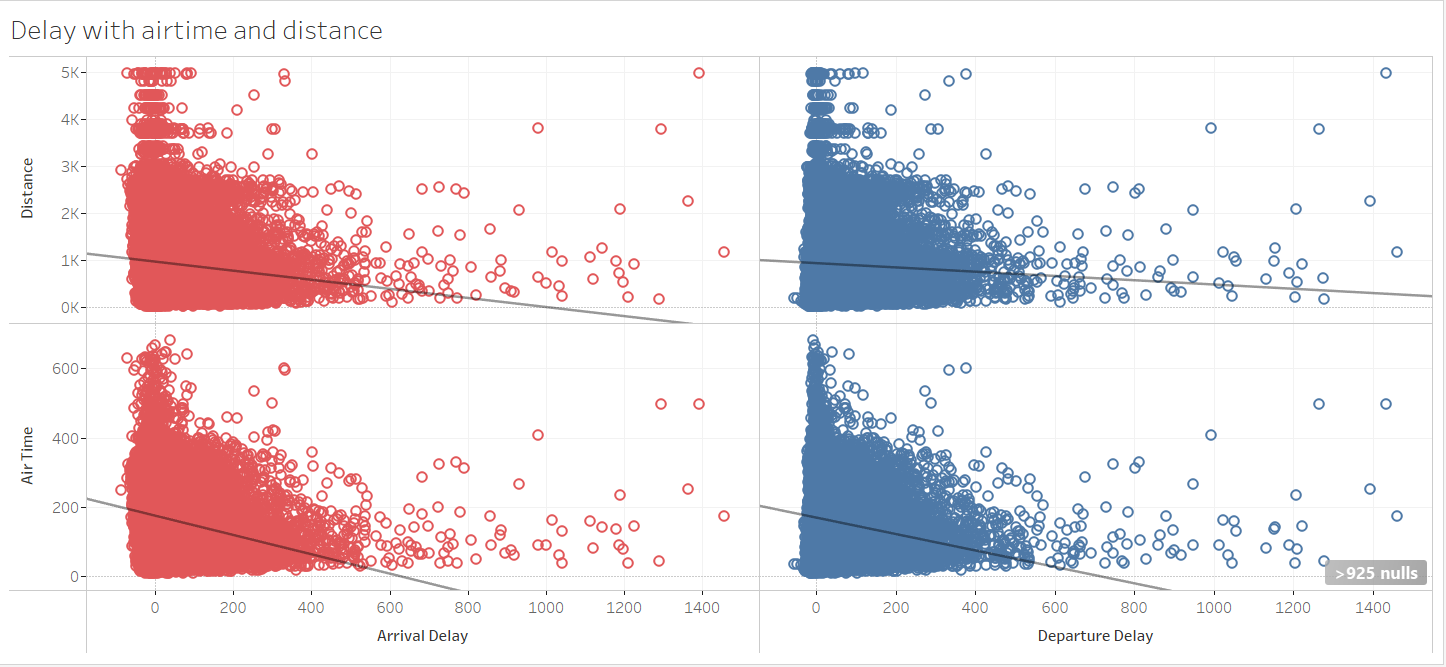 Delay with airtime and distance
5K
4K
3K
2K
1K
0K
Distance
600
400
200
0
Air Time
>925 nulls
0 200 400 600 800 1000 1200 1400 0 200 400 600 800 1000 1200 1400
Arrival Delay Departure Delay